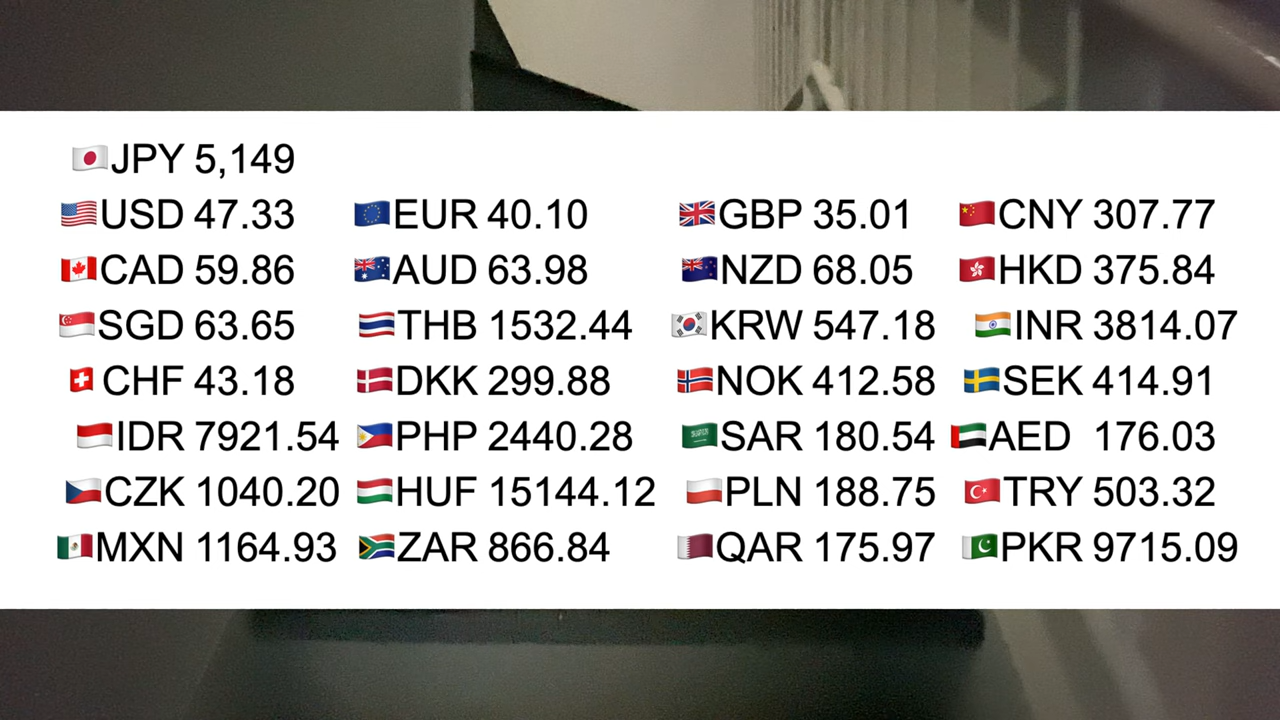 🇯🇵JPY 5,149
🇺🇸USD 47.33 🇪🇺EUR 40.10 🇬🇧GBP 35.01 🇨🇳CNY 307.77
🇨🇦CAD 59.86 🇦🇺AUD 63.98 🇳🇿NZD 68.05 🇭🇰HKD 375.84
🇸🇬SGD 63.65 🇹🇭THB 1532.44 🇰🇷KRW 547.18 🇮🇳INR 3814.07
🇨🇭CHF 43.18 🇩🇰DKK 299.88 🇳🇴NOK 412.58 🇸🇪SEK 414.91
🇮🇩IDR 7921.54 🇵🇭PHP 2440.28 🇸🇦SAR 180.54 🇦🇪AED 176.03
🇨🇿CZK 1040.20 🇭🇺HUF 15144.12 🇵🇱PLN 188.75 🇹🇷TRY 503.32
🇲🇽MXN 1164.93 🇿🇦ZAR 866.84 🇶🇦QAR 175.97 🇵🇰PKR 9715.09